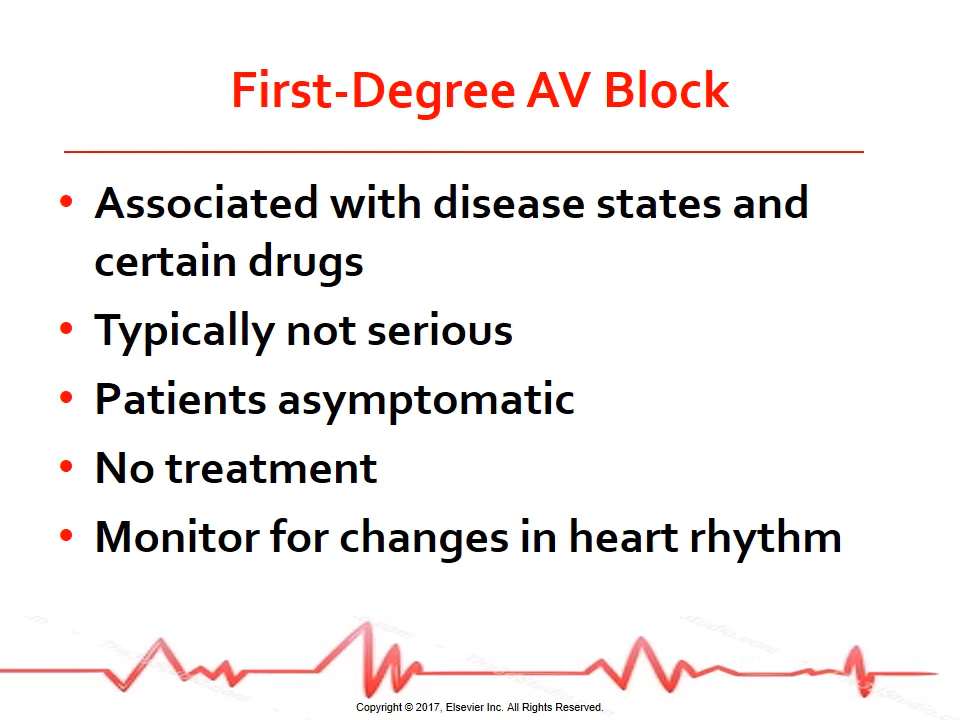 First-Degree AV Block
• Associated with disease states and
certain drugs
• Typically not serious
• Patients asymptomatic
• No treatment
• Monitor for changes in heart rhythm
Copyright © 2017, Elsevier Inc. All Rights Reserved.